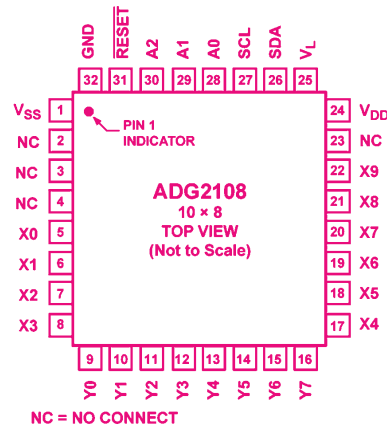 GND
RESET
A2
A1
A0
SCL
SDA
VL
32 31 30 29 28 27 26 25
VSS 1
NC 2
NC 3
NC 4
X0 5
X1 6
X2 7
X3 8
PIN 1
INDICATOR
ADG2108
10 × 8
TOP VIEW
(Not to Scale)
24 VDD
23 NC
22 X9
21 X8
20 X7
19 X6
18 X5
17 X4
9 10 11 12 13 14 15 16
Y0
Y1
Y2
Y3
Y4
Y5
Y6
Y7
NC = NO CONNECT